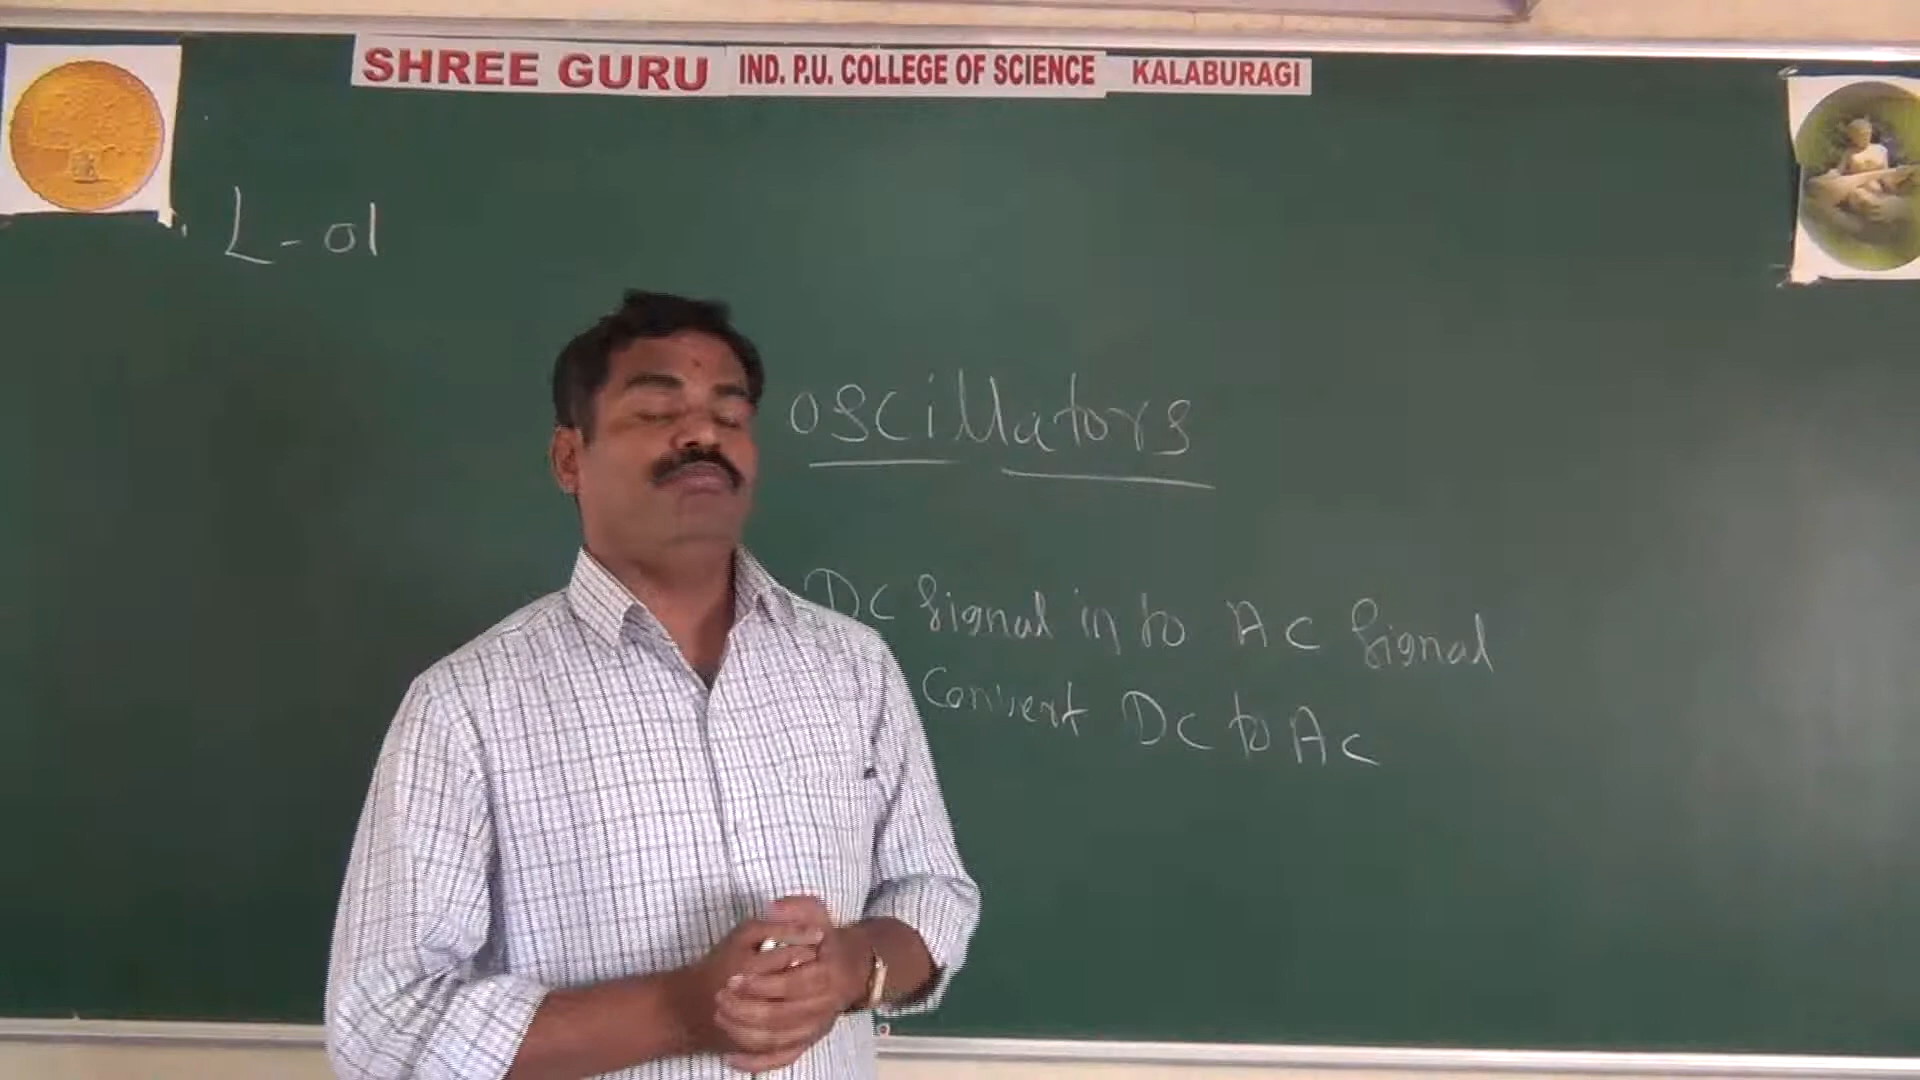 SHREE GURU IND. P.U. COLLEGE OF SCIENCE KALABURAGI
L-01
oscillators
DC signal in to AC signal
Convert DC to AC